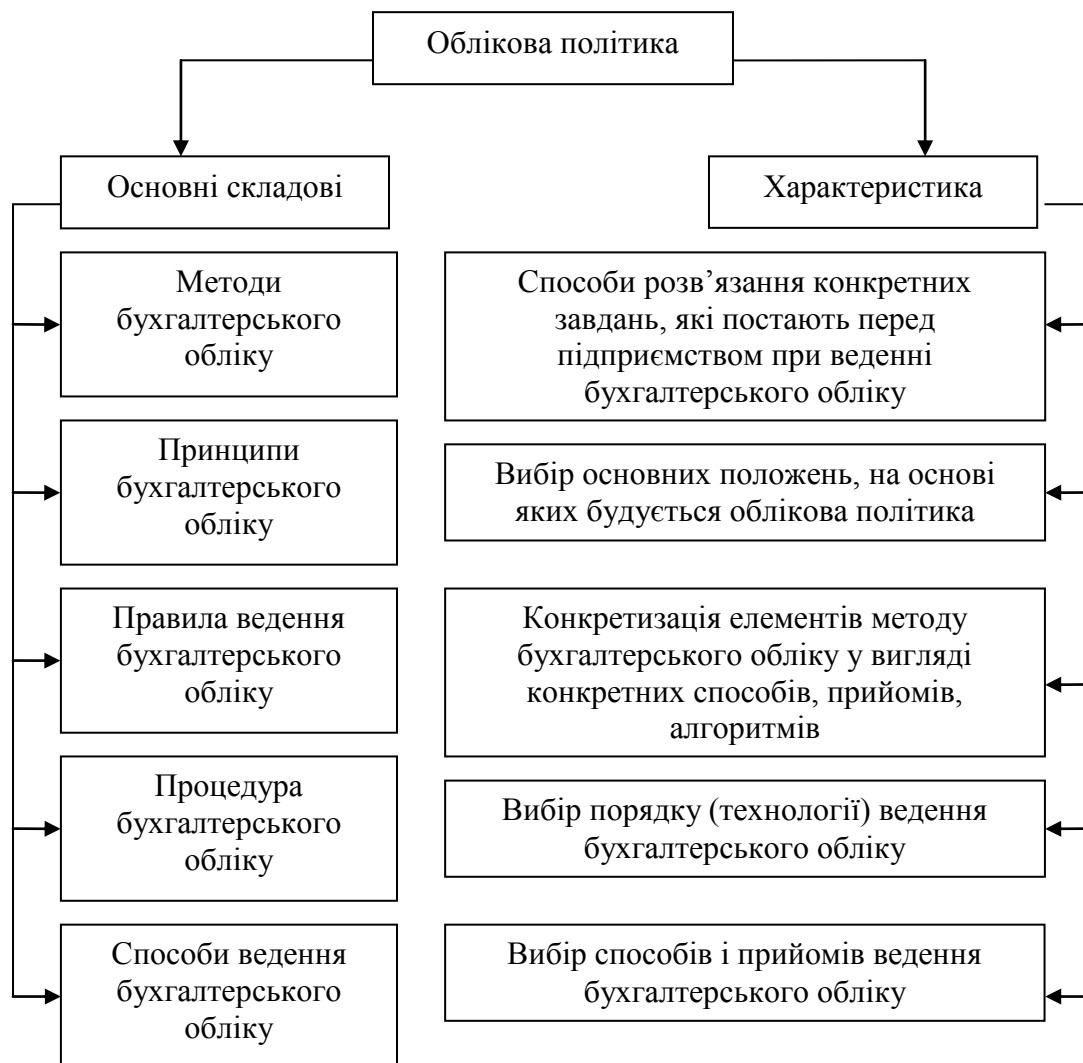 Облікова політика
Основні складові
Характеристика
Методи
бухгалтерського
обліку
Способи розв’язання конкретних
завдань, які постають перед
підприємством при веденні
бухгалтерського обліку
Принципи
бухгалтерського
обліку
Вибір основних положень, на основі
яких будується облікова політика
Правила ведення
бухгалтерського
обліку
Конкретизація елементів методу
бухгалтерського обліку у вигляді
конкретних способів, прийомів,
алгоритмів
Процедура
бухгалтерського
обліку
Вибір порядку (технології) ведення
бухгалтерського обліку
Способи ведення
бухгалтерського
обліку
Вибір способів і прийомів ведення
бухгалтерського обліку